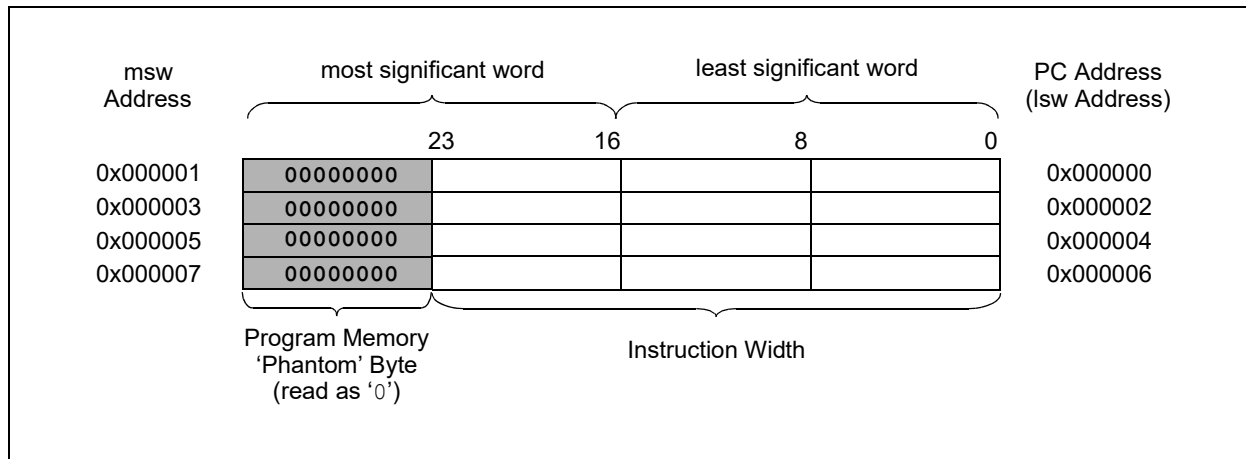 msw
Address
most significant word
least significant word
PC Address
(lsw Address)
23 16 8 0
0x000001 00000000 0x000000
0x000003 00000000 0x000002
0x000005 00000000 0x000004
0x000007 00000000 0x000006
Program Memory
‘Phantom’ Byte
(read as ‘0’)
Instruction Width